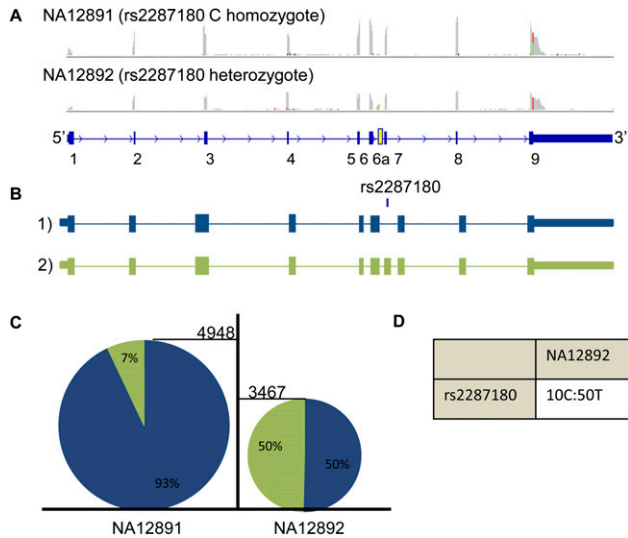 A
NA12891 (rs2287180 C homozygote)
NA12892 (rs2287180 heterozygote)
5' 3'
1 2 3 4 5 6 6a 7 8 9
rs2287180
B
1)
2)
C
4948
7%
93%
3467
50% 50%
NA12891 NA12892
D
NA12892
rs2287180 10C:50T